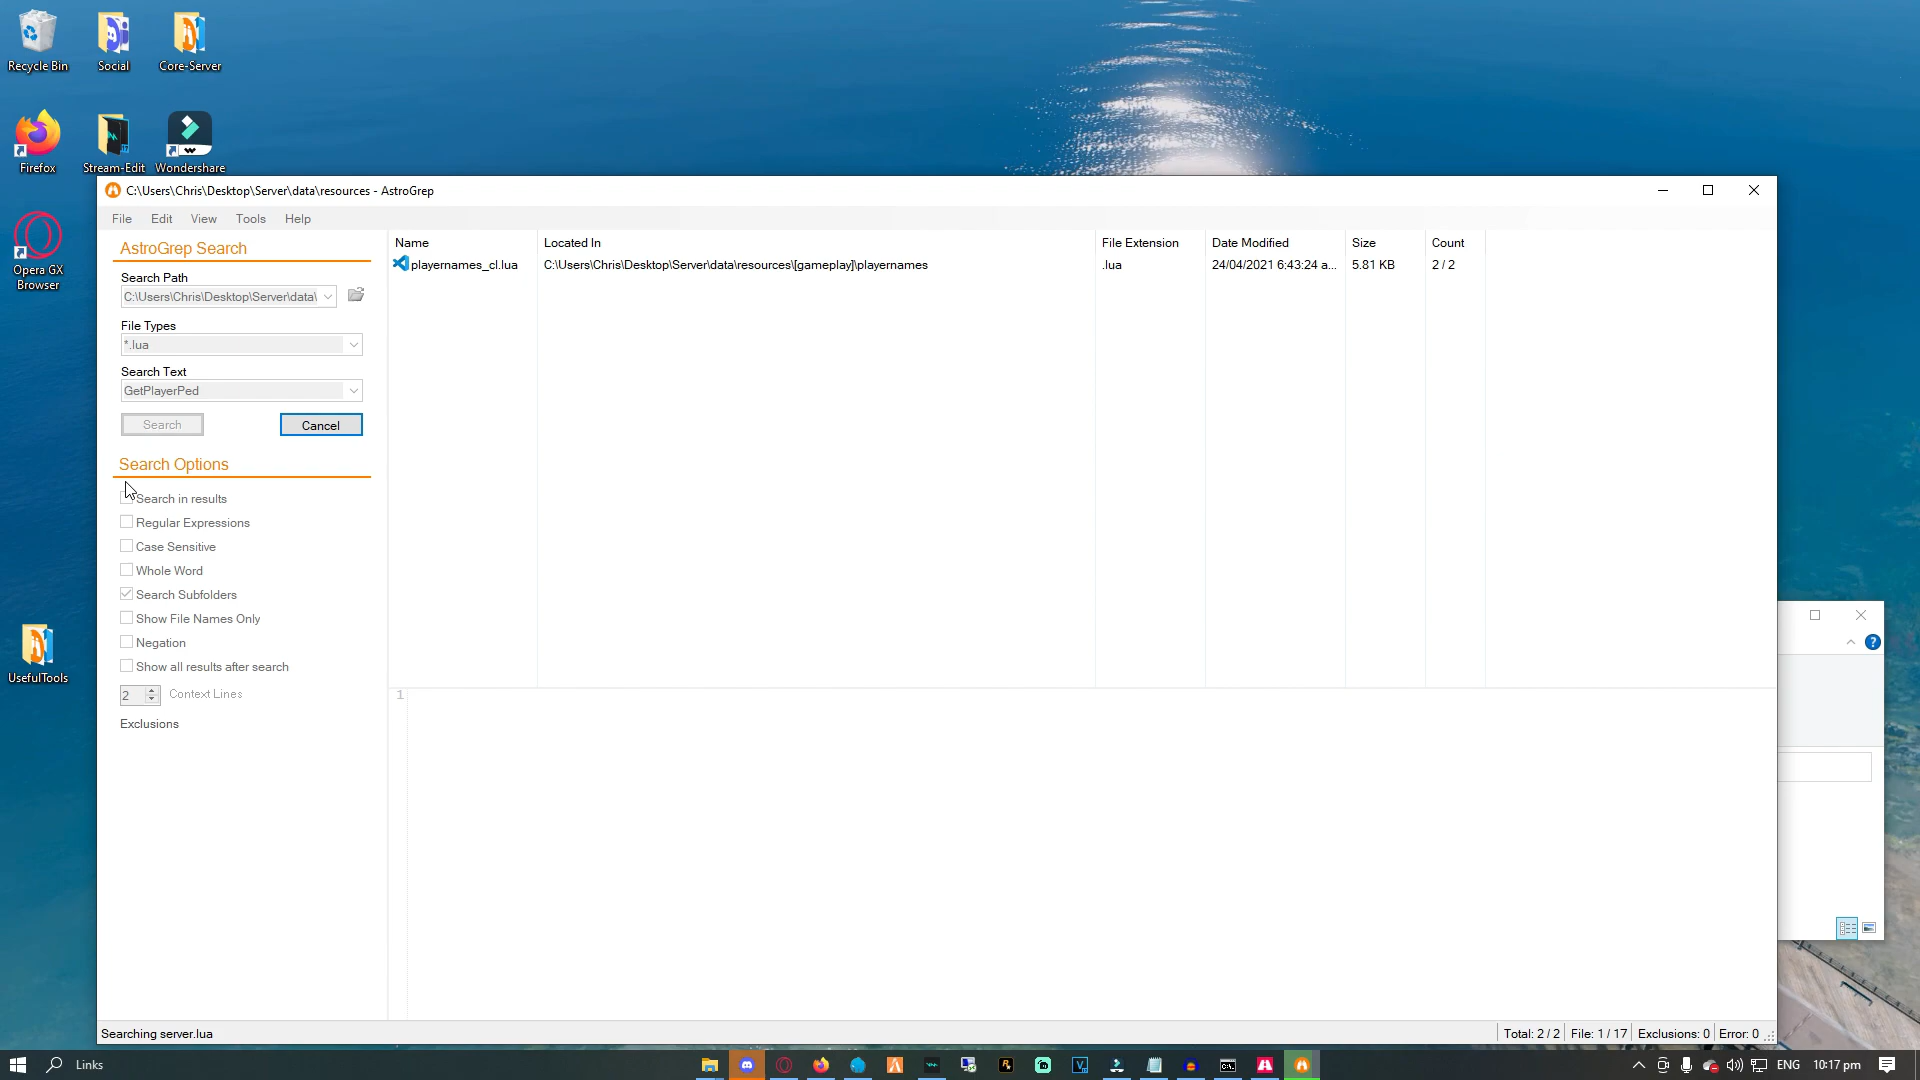 Recycle Bin
Social
Core-Server
Firefox
Stream-Edit
Wondershare
Opera GX
Browser
UsefulTools
C:\Users\Chris\Desktop\Server\data\resources - AstroGrep
File Edit View Tools Help
AstroGrep Search
Search Path
C:\Users\Chris\Desktop\Server\data\
File Types
*.lua
Search Text
GetPlayerPed
Search Cancel
Search Options
Search in results
Regular Expressions
Case Sensitive
Whole Word
Search Subfolders
Show File Names Only
Negation
Show all results after search
2 Context Lines
Exclusions
Name Located In File Extension Date Modified Size Count
playernames_cl.lua C:\Users\Chris\Desktop\Server\data\resources\[gameplay]\playernames .lua 24/04/2021 6:43:24 a... 5.81 KB 2 / 2
1
Searching server.lua Total: 2 / 2 File: 1 / 17 Exclusions: 0 Error: 0
Links ENG 10:17 pm